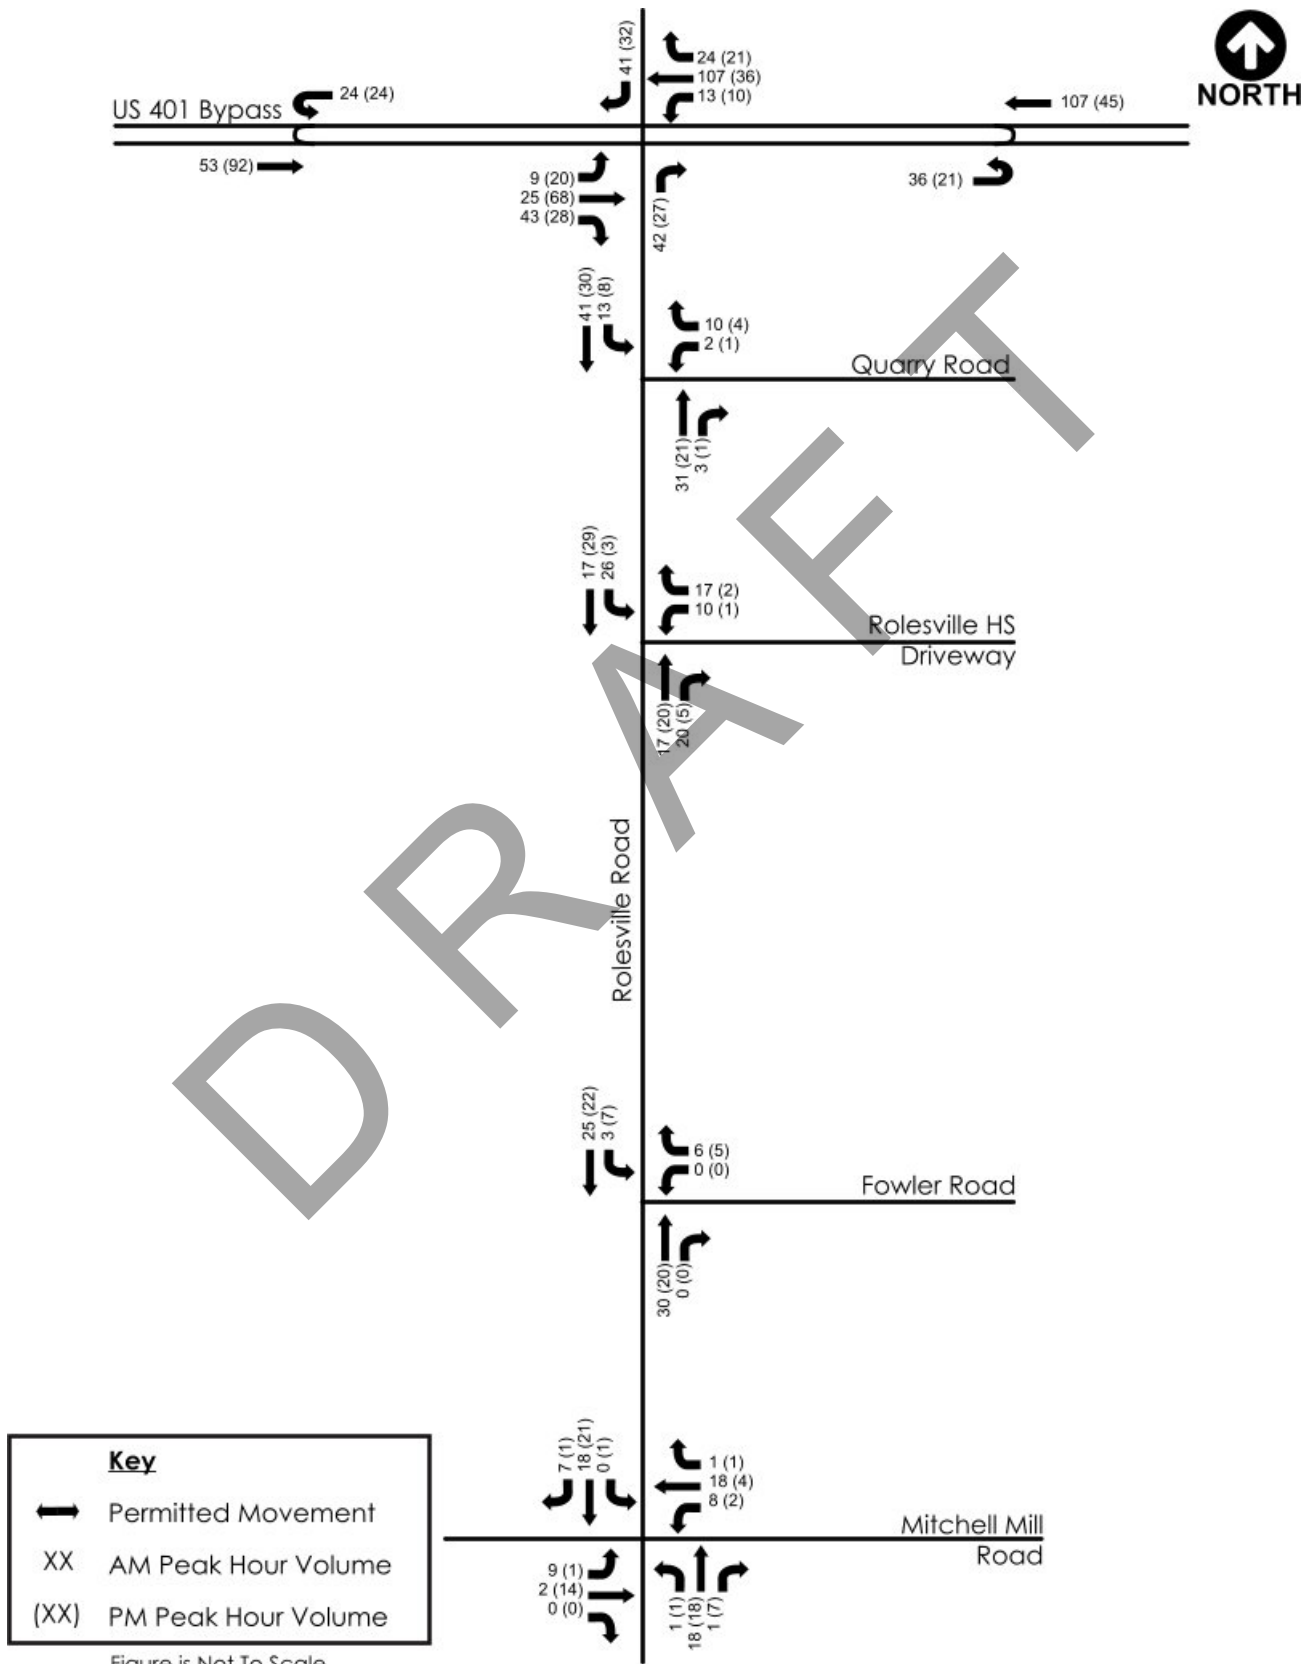 41 (32)
24 (21)
107 (36)
13 (10)
NORTH
24 (24)
US 401 Bypass
107 (45)
53 (92)
9 (20)
25 (68)
43 (28)
42 (27)
36 (21)
41 (30)
13 (8)
10 (4)
2 (1)
Quarry Road
31 (21)
3 (1)
17 (29)
26 (3)
17 (2)
10 (1)
Rolesville HS
Driveway
17 (20)
20 (5)
Rolesville Road
DRAFT
25 (22)
3 (7)
6 (5)
0 (0)
Fowler Road
30 (20)
0 (0)
7 (1)
18 (21)
0 (1)
1 (1)
18 (4)
8 (2)
Mitchell Mill
Road
9 (1)
2 (14)
0 (0)
1 (1)
18 (18)
1 (7)
Key
Permitted Movement
XX AM Peak Hour Volume
(XX) PM Peak Hour Volume
Figure is Not To Scale